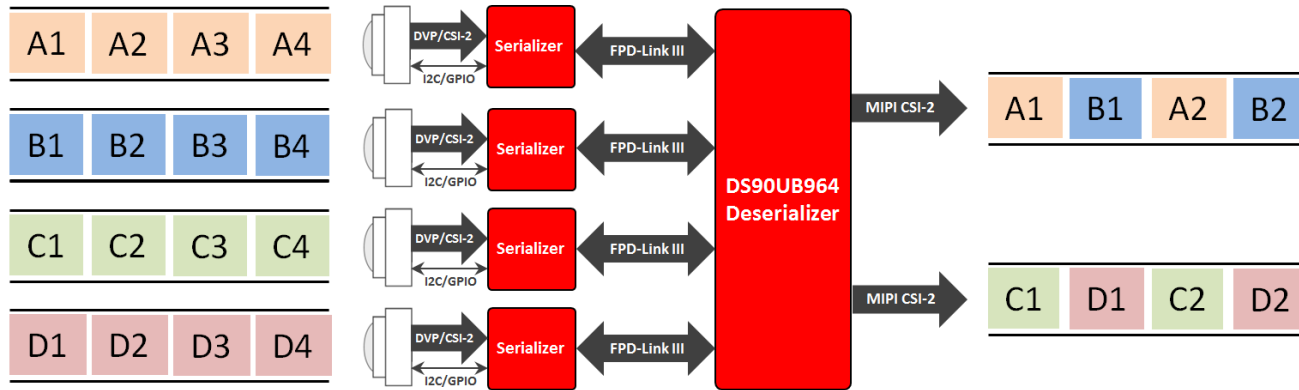 A1 A2 A3 A4
B1 B2 B3 B4
C1 C2 C3 C4
D1 D2 D3 D4
DVP/CSI-2
I2C/GPIO
Serializer
FPD-Link III
DVP/CSI-2
I2C/GPIO
Serializer
FPD-Link III
DVP/CSI-2
I2C/GPIO
Serializer
FPD-Link III
DVP/CSI-2
I2C/GPIO
Serializer
FPD-Link III
DS90UB964
Deserializer
MIPI CSI-2
MIPI CSI-2
A1 B1 A2 B2
C1 D1 C2 D2